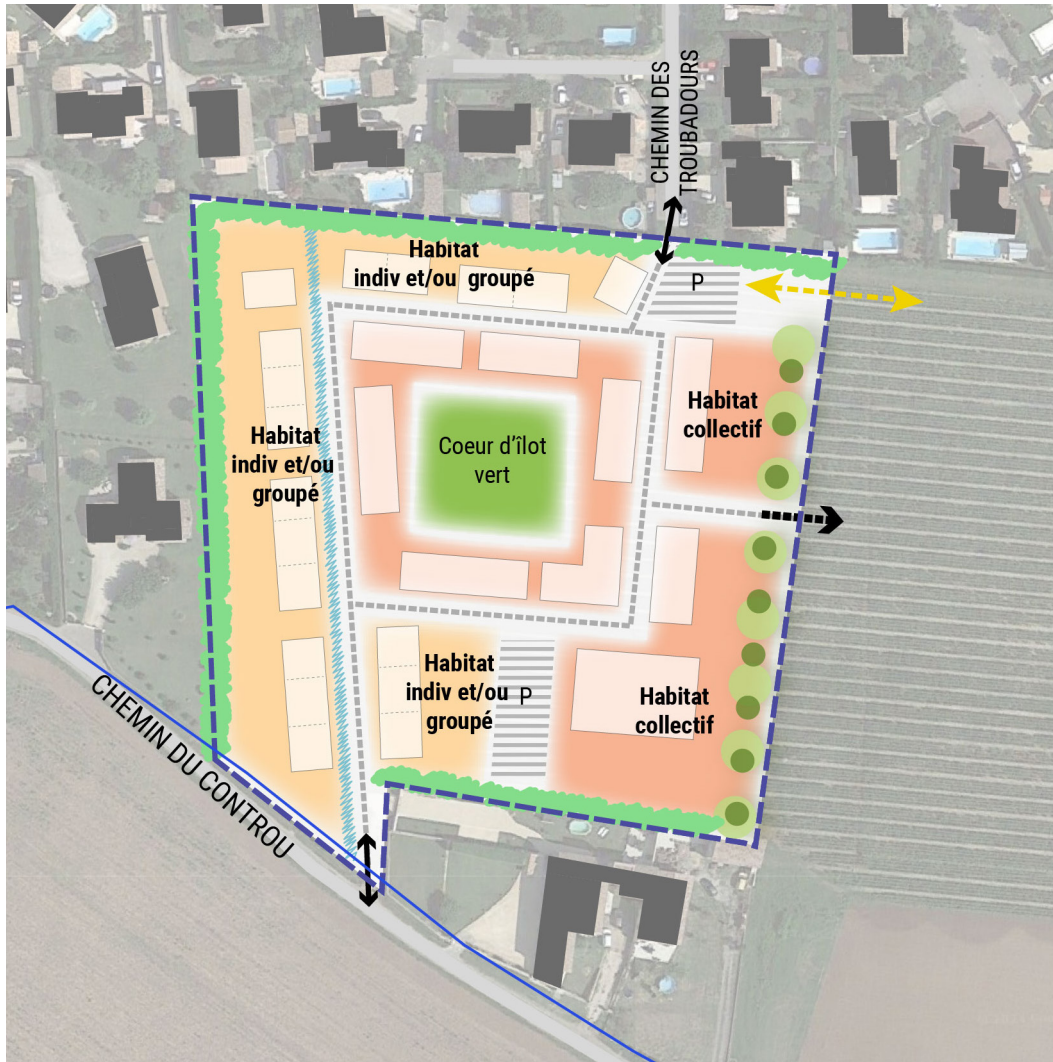 CHEMIN DES
TROUBADOURS
Habitat
indiv et/ou groupé
P
Habitat
collectif
Habitat
indiv et/ou
groupé
Coeur d'îlot
vert
Habitat
indiv et/ou
groupé
P
Habitat
collectif
CHEMIN DU CONTROU